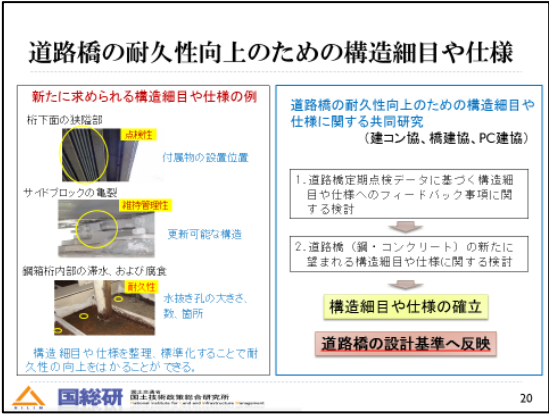 道路橋の耐久性向上のための構造細目や仕様
新たに求められる構造細目や仕様の例
桁下面の狭隘部
点検性
付属物の設置位置
サイドブロックの亀裂
維持管理性
更新可能な構造
鋼箱桁内部の滞水、および腐食
耐久性
水抜き孔の大きさ、
数、箇所
構造細目や仕様を整理、標準化することで耐
久性の向上をはかることができる。
道路橋の耐久性向上のための構造細目や
仕様に関する共同研究
(建コン協、橋建協、PC建協)
1.道路橋定期点検データに基づく構造細
目や仕様へのフィードバック事項に関
する検討
2.道路橋（鋼・コンクリート）の新たに
望まれる構造細目や仕様に関する検討
構造細目や仕様の確立
道路橋の設計基準へ反映
NILIM
国総研
国土交通省
国土技術政策総合研究所
National Institute for Land and Infrastructure Management
20